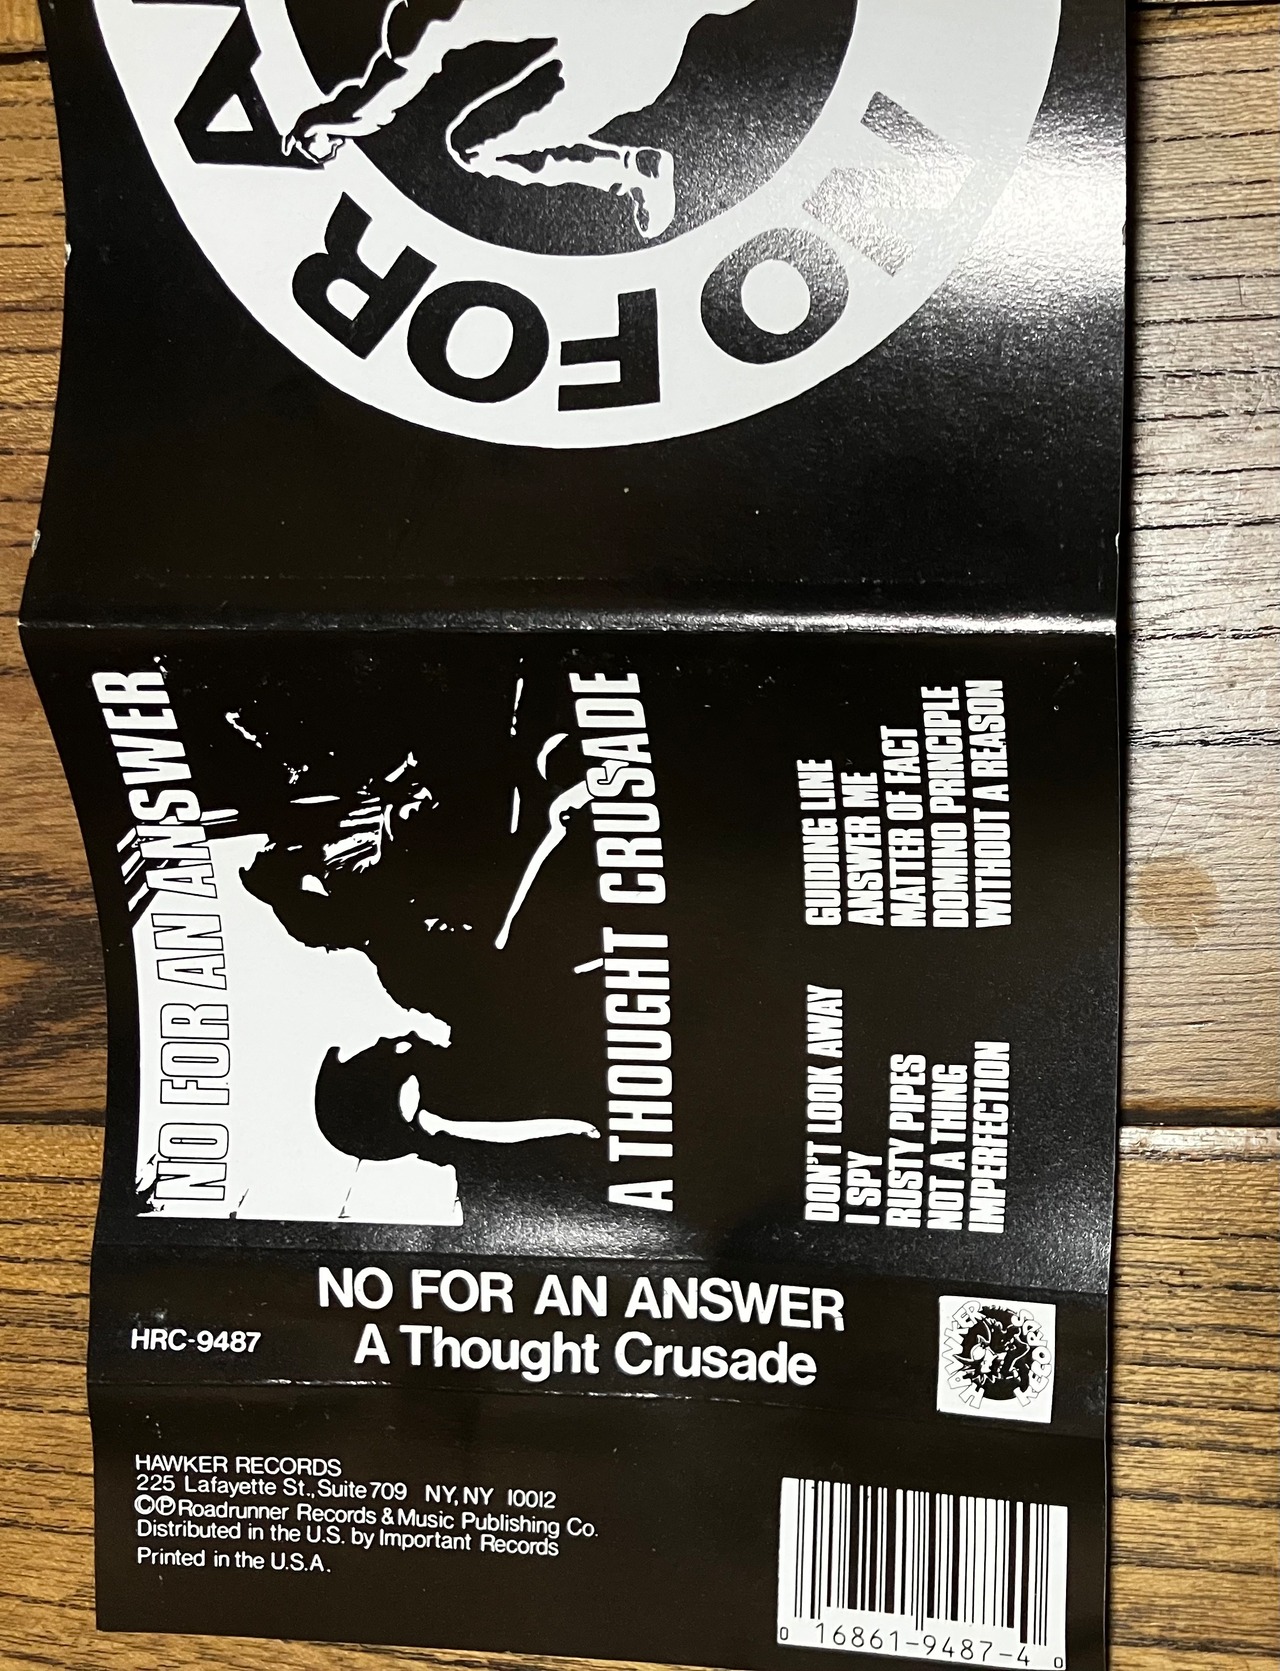 NO FOR AN
NO FOR AN ANSWER
A THOUGHT CRUSADE
DON'T LOOK AWAY
I SPY
RUSTY PIPES
NOT A THING
IMPERFECTION
GUIDING LINE
ANSWER ME
MATTER OF FACT
DOMINO PRINCIPLE
WITHOUT A REASON
HRC-9487
NO FOR AN ANSWER
A Thought Crusade
HAWKER RECORDS
HAWKER RECORDS
225 Lafayette St., Suite 709 NY, NY 10012
©℗ Roadrunner Records & Music Publishing Co.
Distributed in the U.S. by Important Records
Printed in the U.S.A.
0 16861-9487-4 0